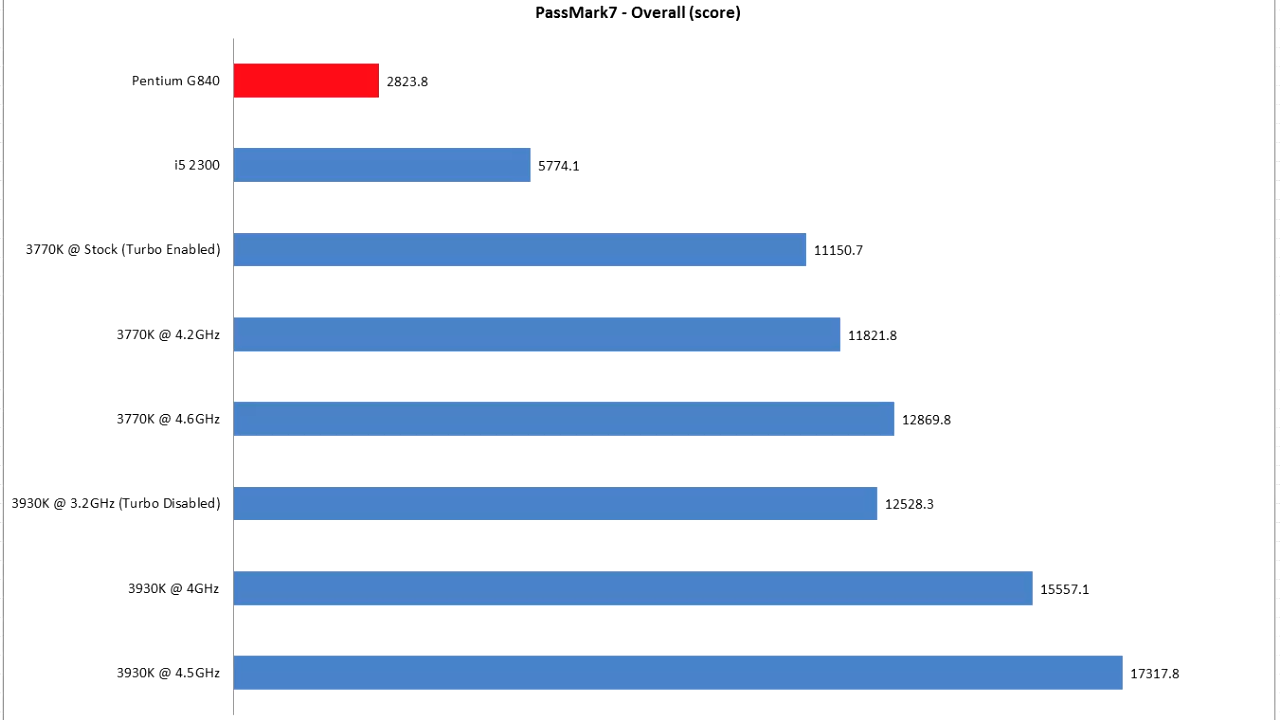 PassMark7 - Overall (score)
Pentium G840 2823.8
i5 2300 5774.1
3770K @ Stock (Turbo Enabled) 11150.7
3770K @ 4.2GHz 11821.8
3770K @ 4.6GHz 12869.8
3930K @ 3.2GHz (Turbo Disabled) 12528.3
3930K @ 4GHz 15557.1
3930K @ 4.5GHz 17317.8